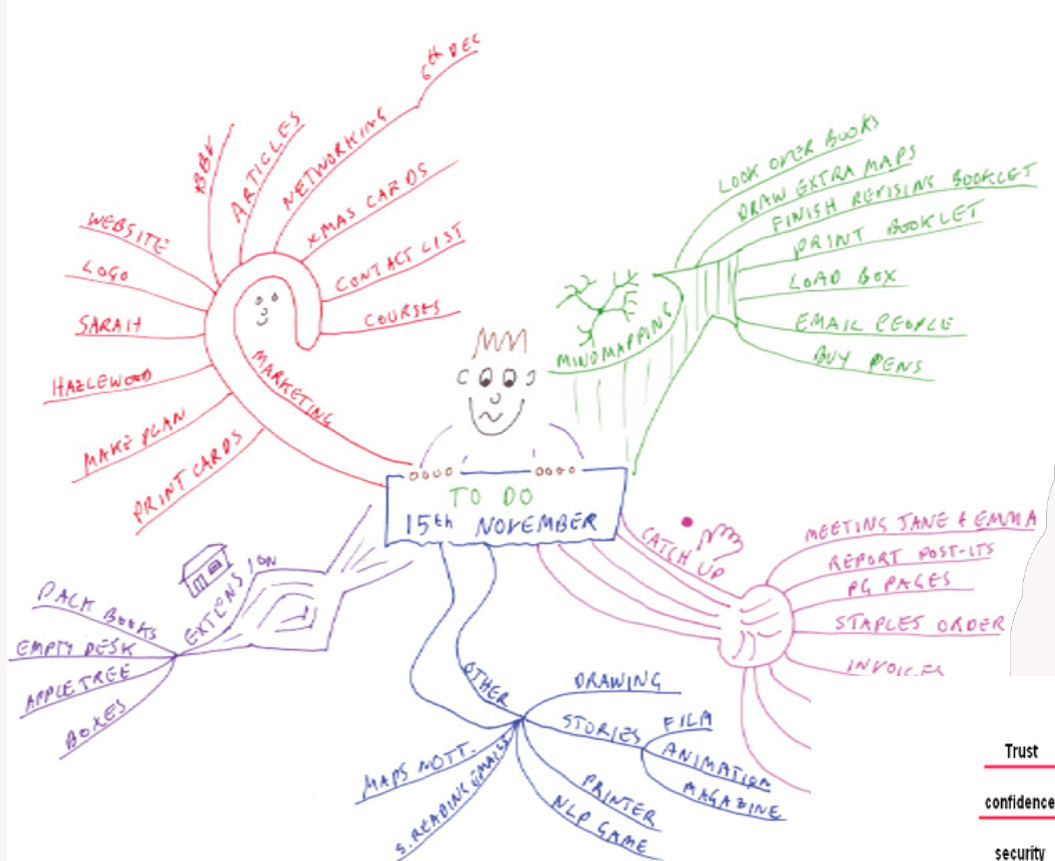 TO DO
15th NOVEMBER
MARKETING
6th DEC
NETWORKING
ARTICLES
XMAS CARDS
CONTACT LIST
COURSES
WEBSITE
LOGO
SARAH
HAZLEWOOD
MAKE PLAN
PRINT CARDS
MINDMAPPING
LOOK OVER BOOKS
DRAW EXTRA MAPS
FINISH REVISING BOOKLET
PRINT BOOKLET
LOAD BOX
EMAIL PEOPLE
BUY PENS
CATCH UP
MEETING JANE & EMMA
REPORT POST-ITS
PG PAGES
STAPLES ORDER
INVOICES
OTHER
DRAWING
STORIES
FILM
ANIMATION
MAGAZINE
PRINTER
NLP GAME
S. READING EMAILS
MAPS NOTT.
EXTENSION
PACK BOOKS
EMPTY DESK
APPLE TREE
BOXES
Trust
confidence
security